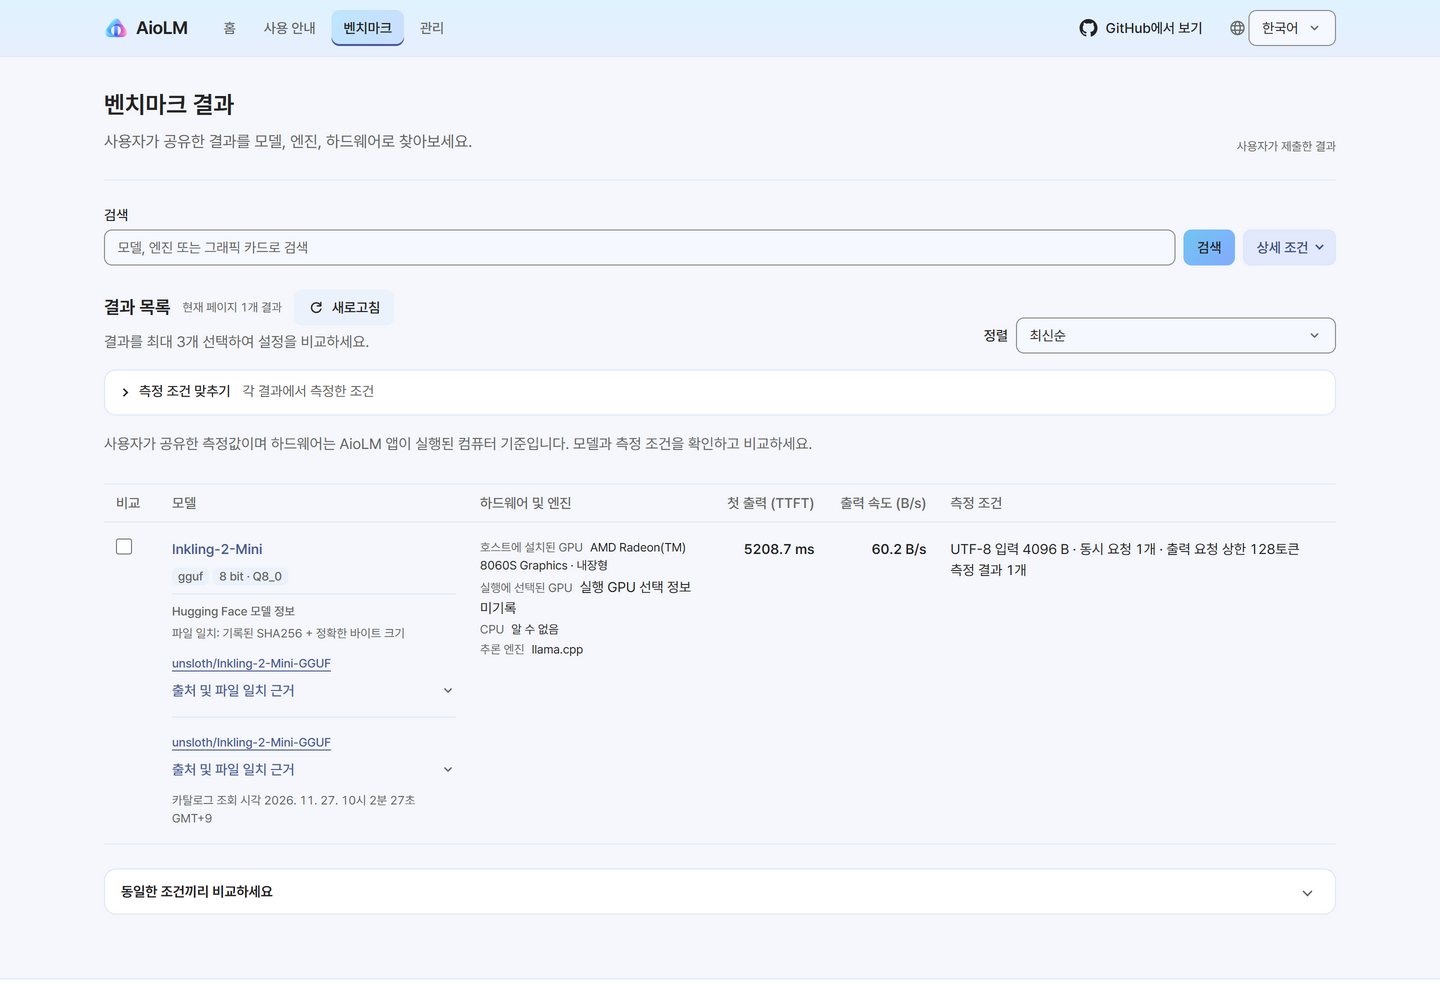 AioLM
홈
사용 안내
벤치마크
관리
GitHub에서 보기
한국어
벤치마크 결과
사용자가 공유한 결과를 모델, 엔진, 하드웨어로 찾아보세요.
사용자가 제출한 결과
검색
모델, 엔진 또는 그래픽 카드로 검색
검색
상세 조건
결과 목록
현재 페이지 1개 결과
새로고침
결과를 최대 3개 선택하여 설정을 비교하세요.
정렬
최신순
측정 조건 맞추기
각 결과에서 측정한 조건
사용자가 공유한 측정값이며 하드웨어는 AioLM 앱이 실행된 컴퓨터 기준입니다. 모델과 측정 조건을 확인하고 비교하세요.
비교
모델
하드웨어 및 엔진
첫 출력 (TTFT)
출력 속도 (B/s)
측정 조건
Inkling-2-Mini
gguf
8 bit · Q8_0
Hugging Face 모델 정보
파일 일치: 기록된 SHA256 + 정확한 바이트 크기
unsloth/Inkling-2-Mini-GGUF
출처 및 파일 일치 근거
unsloth/Inkling-2-Mini-GGUF
출처 및 파일 일치 근거
카탈로그 조회 시각 2026. 11. 27. 10시 2분 27초
GMT+9
호스트에 설치된 GPU AMD Radeon(TM)
8060S Graphics · 내장형
실행에 선택된 GPU 실행 GPU 선택 정보
미기록
CPU 알 수 없음
추론 엔진 llama.cpp
5208.7 ms
60.2 B/s
UTF-8 입력 4096 B · 동시 요청 1개 · 출력 요청 상한 128토큰
측정 결과 1개
동일한 조건끼리 비교하세요